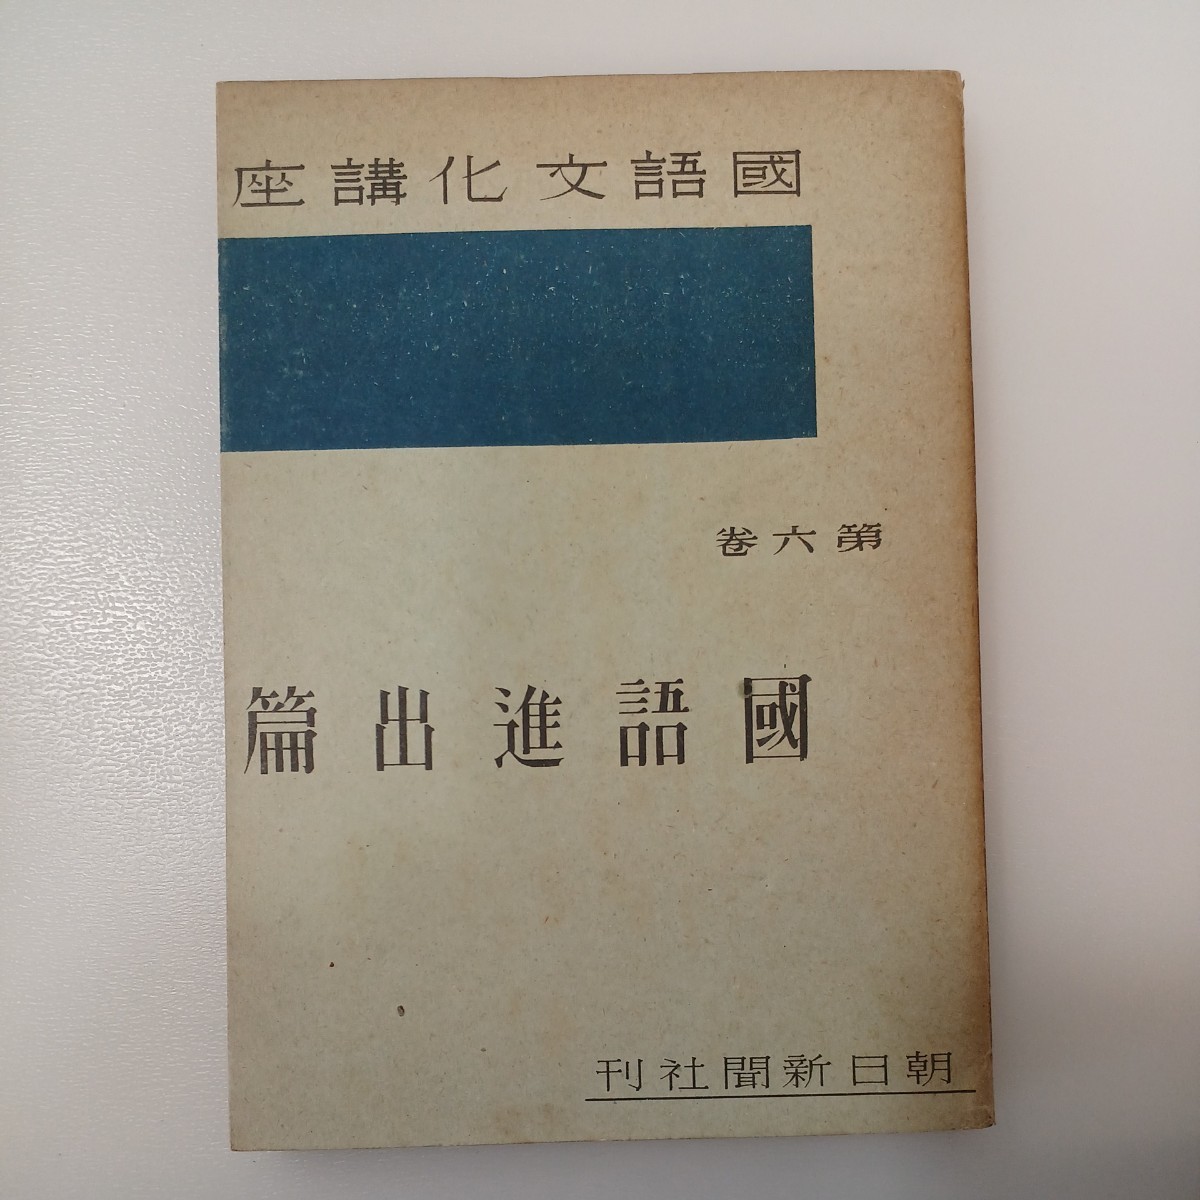 國語文化講座
第六卷
國語進出篇
朝日新聞社刊